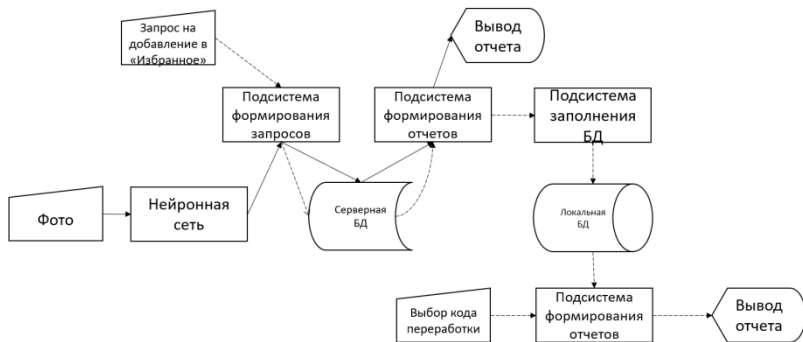 Запрос на
добавление в
«Избранное»
Вывод
отчета
Подсистема
формирования
запросов
Подсистема
формирования
отчетов
Подсистема
заполнения
БД
Фото
Нейронная
сеть
Серверная
БД
Локальная
БД
Выбор кода
переработки
Подсистема
формирования
отчетов
Вывод
отчета